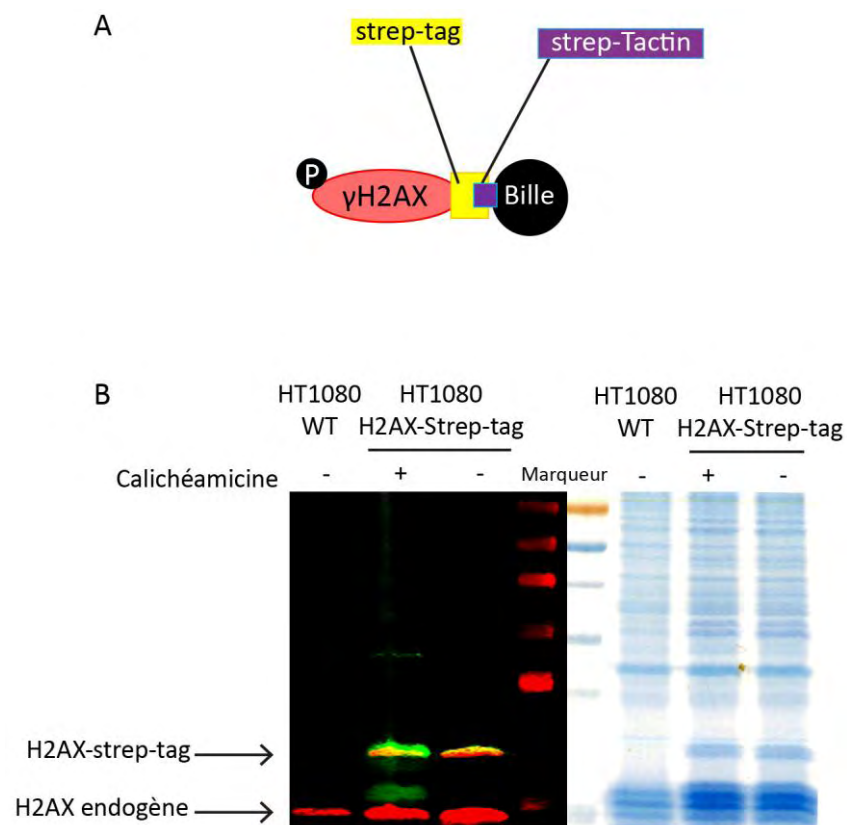 A
strep-tag
strep-Tactin
P
γH2AX
Bille
B
HT1080 HT1080
WT H2AX-Strep-tag
HT1080 HT1080
WT H2AX-Strep-tag
Calichéamicine - + - Marqueur - + -
H2AX-strep-tag
H2AX endogène